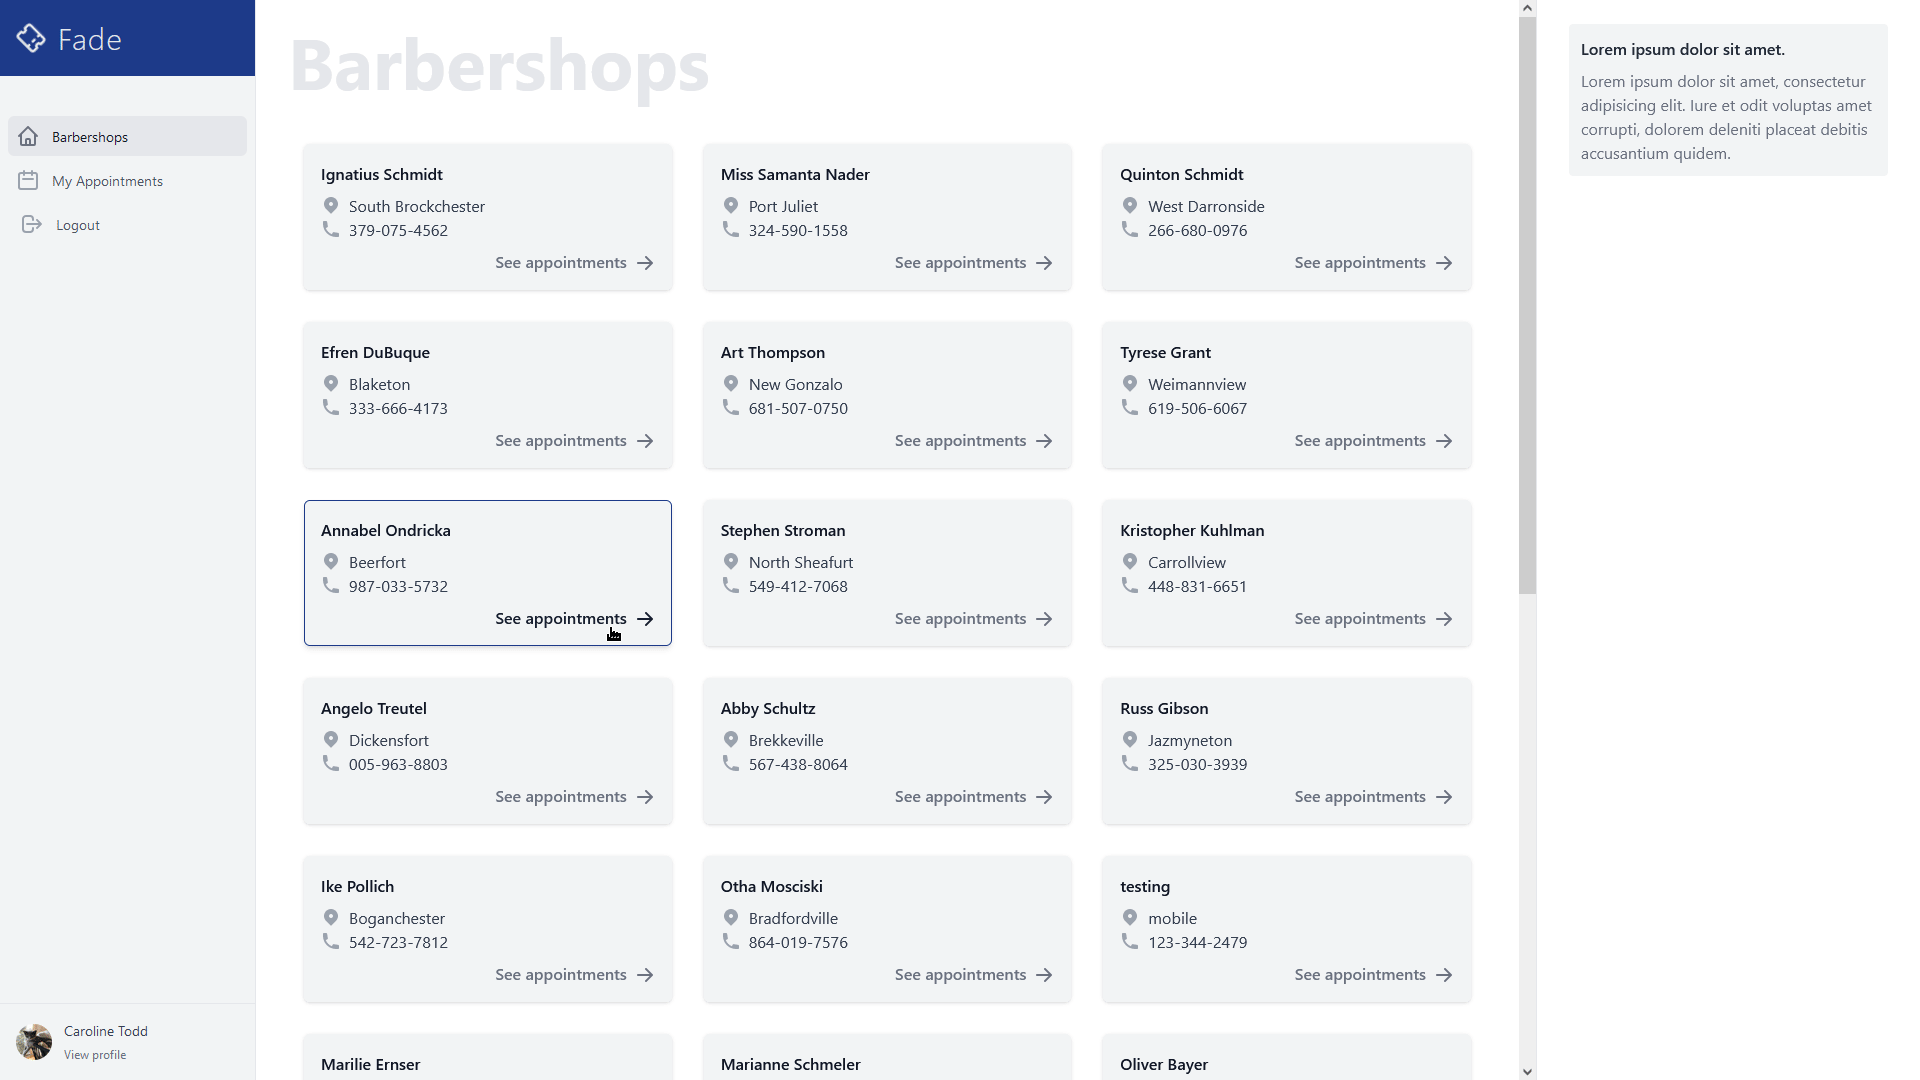 Fade
Barbershops
My Appointments
Logout
Caroline Todd
View profile
Barbershops
Ignatius Schmidt
South Brockchester
379-075-4562
See appointments
Miss Samanta Nader
Port Juliet
324-590-1558
See appointments
Quinton Schmidt
West Darronside
266-680-0976
See appointments
Efren DuBuque
Blaketon
333-666-4173
See appointments
Art Thompson
New Gonzalo
681-507-0750
See appointments
Tyrese Grant
Weimannview
619-506-6067
See appointments
Annabel Ondricka
Beerfort
987-033-5732
See appointments
Stephen Stroman
North Sheafurt
549-412-7068
See appointments
Kristopher Kuhlman
Carrollview
448-831-6651
See appointments
Angelo Treutel
Dickensfort
005-963-8803
See appointments
Abby Schultz
Brekkeville
567-438-8064
See appointments
Russ Gibson
Jazmyneton
325-030-3939
See appointments
Ike Pollich
Boganchester
542-723-7812
See appointments
Otha Mosciski
Bradfordville
864-019-7576
See appointments
testing
mobile
123-344-2479
See appointments
Marilie Ernser
Marianne Schmeler
Oliver Bayer
Lorem ipsum dolor sit amet.
Lorem ipsum dolor sit amet, consectetur
adipisicing elit. Iure et odit voluptas amet
corrupti, dolorem deleniti placeat debitis
accusantium quidem.